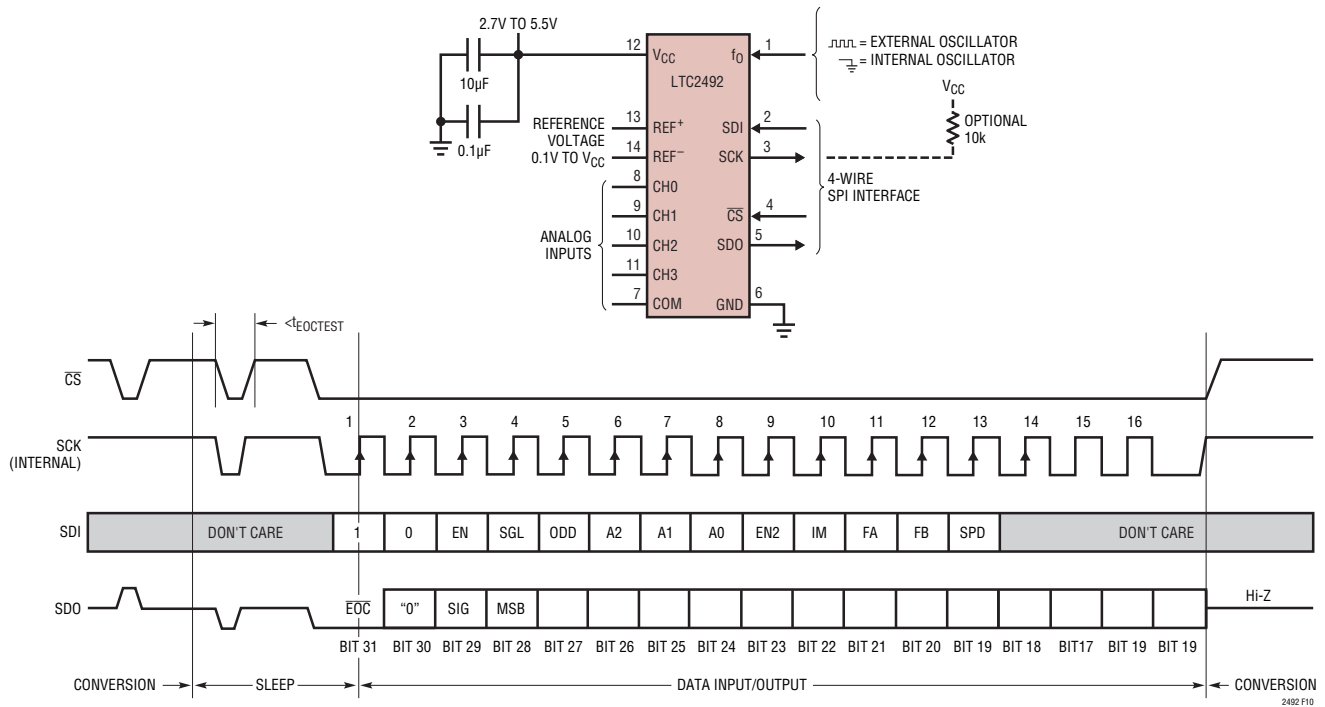 2.7V TO 5.5V
10µF
0.1µF
REFERENCE
VOLTAGE
0.1V TO VCC
ANALOG
INPUTS
12
13
14
8
9
10
11
7
VCC
REF+
REF−
CH0
CH1
CH2
CH3
COM
LTC2492
fO
SDI
SCK
CS
SDO
GND
1
2
3
4
5
6
= EXTERNAL OSCILLATOR
= INTERNAL OSCILLATOR
VCC
OPTIONAL
10k
4-WIRE
SPI INTERFACE
<tEOCTEST
CS
1 2 3 4 5 6 7 8 9 10 11 12 13 14 15 16
SCK
(INTERNAL)
SDI DON'T CARE 1 0 EN SGL ODD A2 A1 A0 EN2 IM FA FB SPD DON'T CARE
SDO EOC "0" SIG MSB Hi-Z
BIT 31 BIT 30 BIT 29 BIT 28 BIT 27 BIT 26 BIT 25 BIT 24 BIT 23 BIT 22 BIT 21 BIT 20 BIT 19 BIT 18 BIT17 BIT 19 BIT 19
CONVERSION SLEEP DATA INPUT/OUTPUT CONVERSION
2492 F10